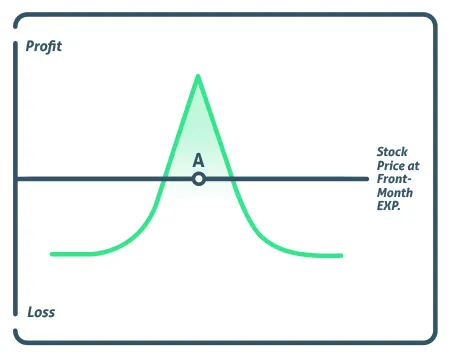 Profit
A
Stock
Price at
Front-
Month
EXP.
Loss